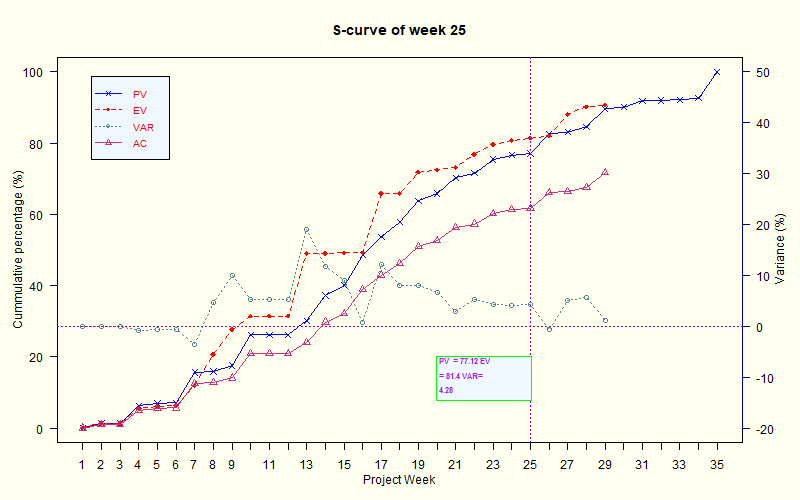 S-curve of week 25
PV
EV
VAR
AC
Cummulative percentage (%)
0
20
40
60
80
100
Variance (%)
-20
-10
0
10
20
30
40
50
PV = 77.12 EV
= 81.4 VAR=
4.28
1 2 3 4 5 6 7 8 9 11 13 15 17 19 21 23 25 27 29 31 33 35
Project Week